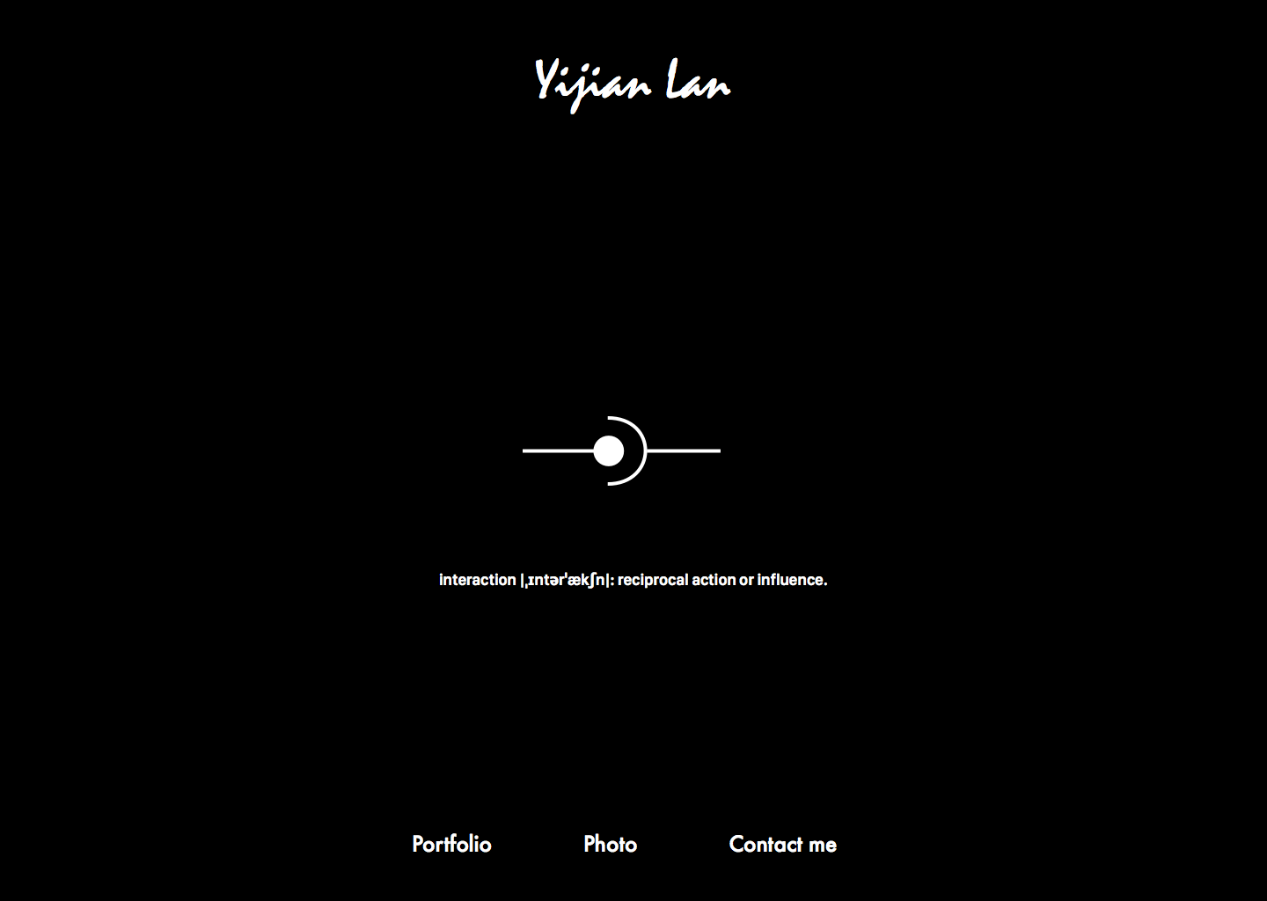 Yijian Lan
interaction |ˌɪntərˈækʃn|: reciprocal action or influence.
Portfolio Photo Contact me